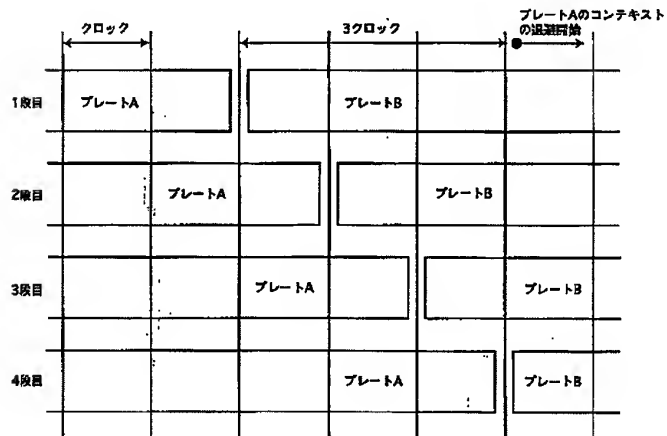 クロック
3クロック
プレートAのコンテキスト
の退避開始
1段目
プレートA
プレートB
2段目
プレートA
プレートB
3段目
プレートA
プレートB
4段目
プレートA
プレートB